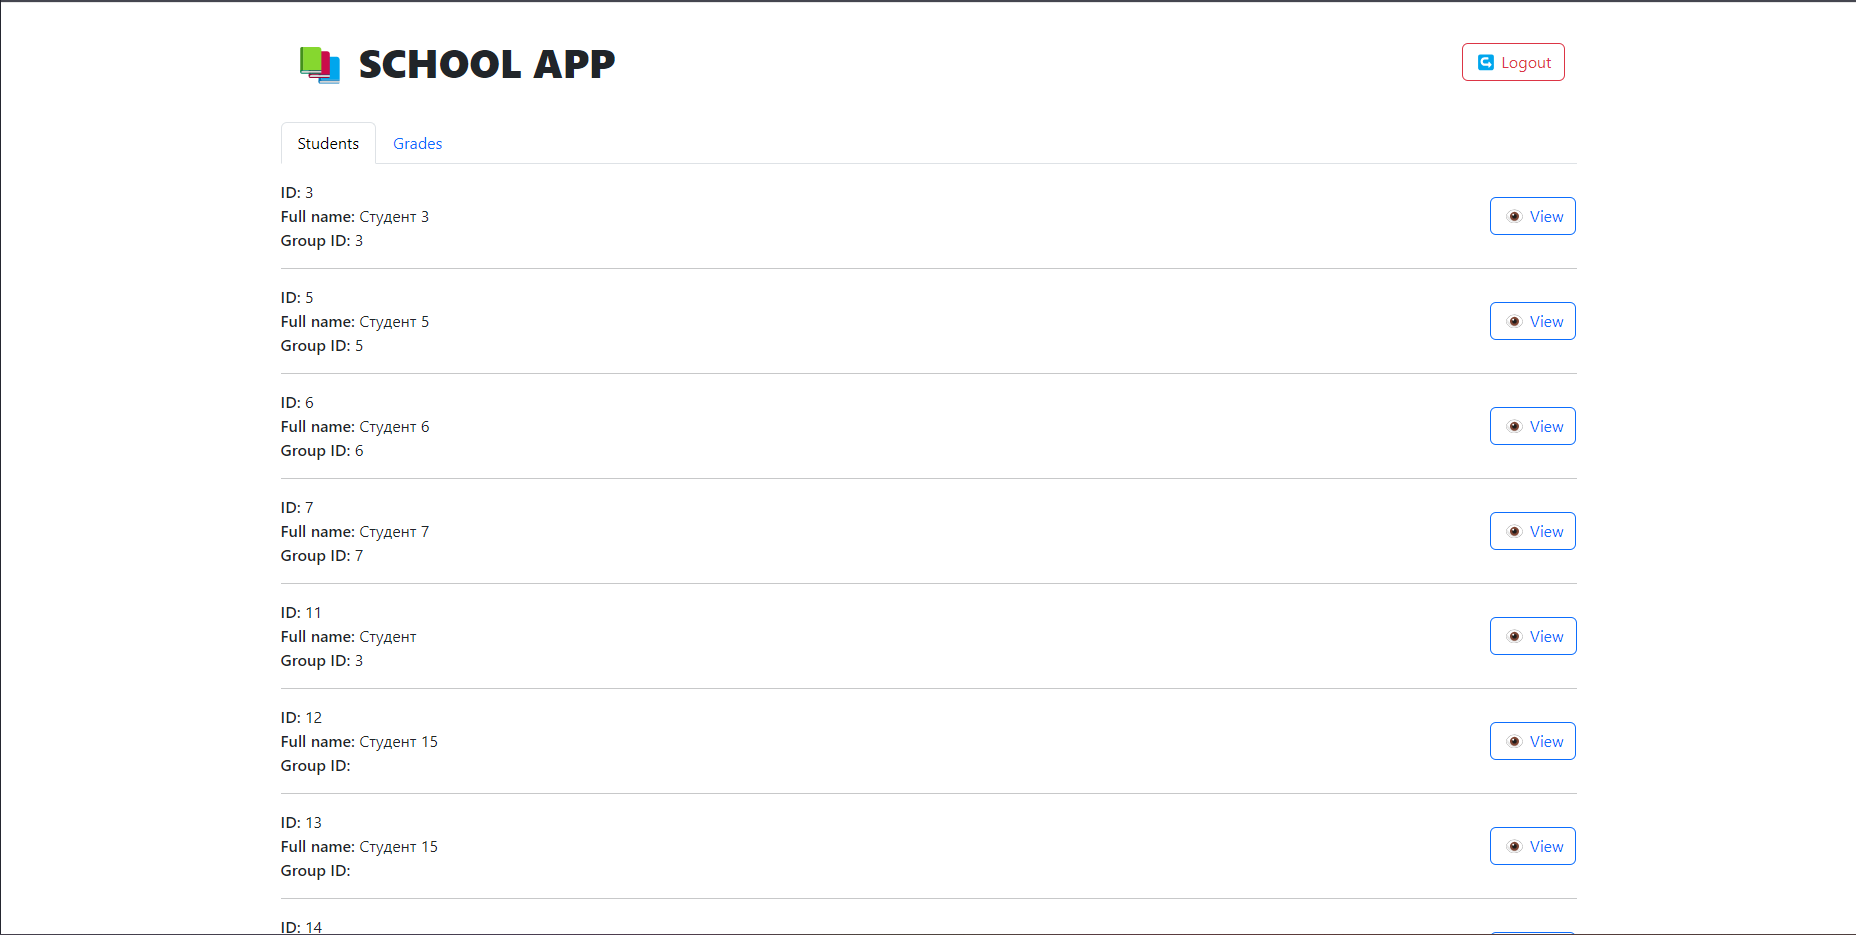 SCHOOL APP
Logout
Students
Grades
ID: 3
Full name: Студент 3
Group ID: 3
View
ID: 5
Full name: Студент 5
Group ID: 5
View
ID: 6
Full name: Студент 6
Group ID: 6
View
ID: 7
Full name: Студент 7
Group ID: 7
View
ID: 11
Full name: Студент
Group ID: 3
View
ID: 12
Full name: Студент 15
Group ID:
View
ID: 13
Full name: Студент 15
Group ID:
View
ID: 14